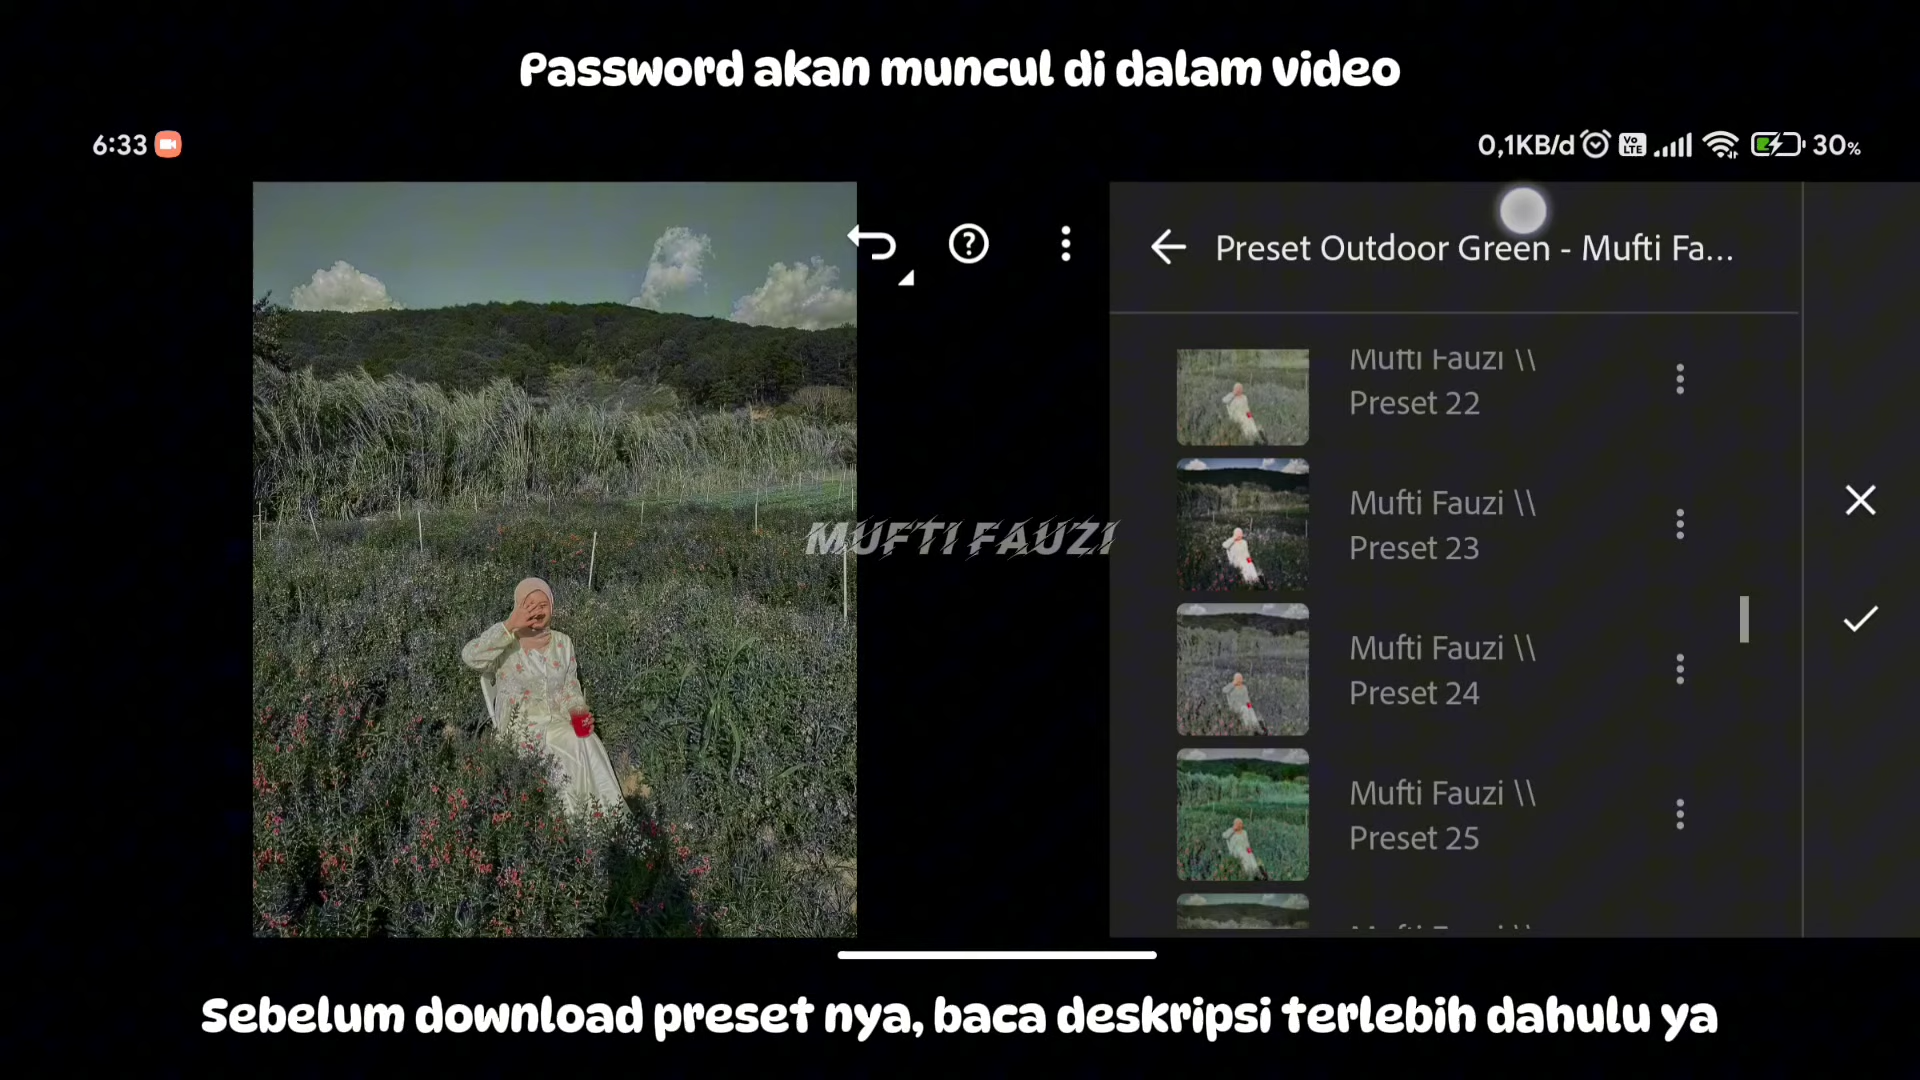 Password akan muncul di dalam video
6:33
0,1KB/d
Vo LTE
30%
Preset Outdoor Green - Mufti Fa...
Mufti Fauzi \\
Preset 22
Mufti Fauzi \\
Preset 23
MUFTI FAUZI
Mufti Fauzi \\
Preset 24
Mufti Fauzi \\
Preset 25
Sebelum download preset nya, baca deskripsi terlebih dahulu ya